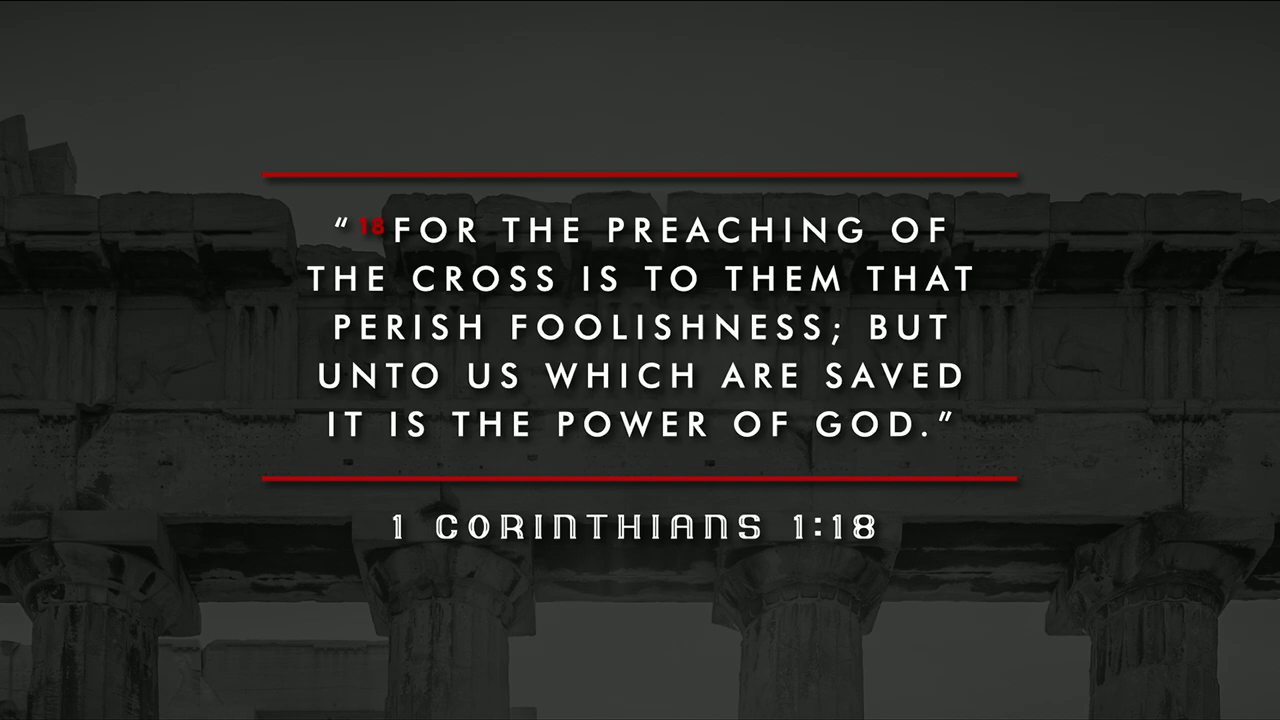 “ 18 FOR THE PREACHING OF
THE CROSS IS TO THEM THAT
PERISH FOOLISHNESS; BUT
UNTO US WHICH ARE SAVED
IT IS THE POWER OF GOD.”
1 CORINTHIANS 1:18